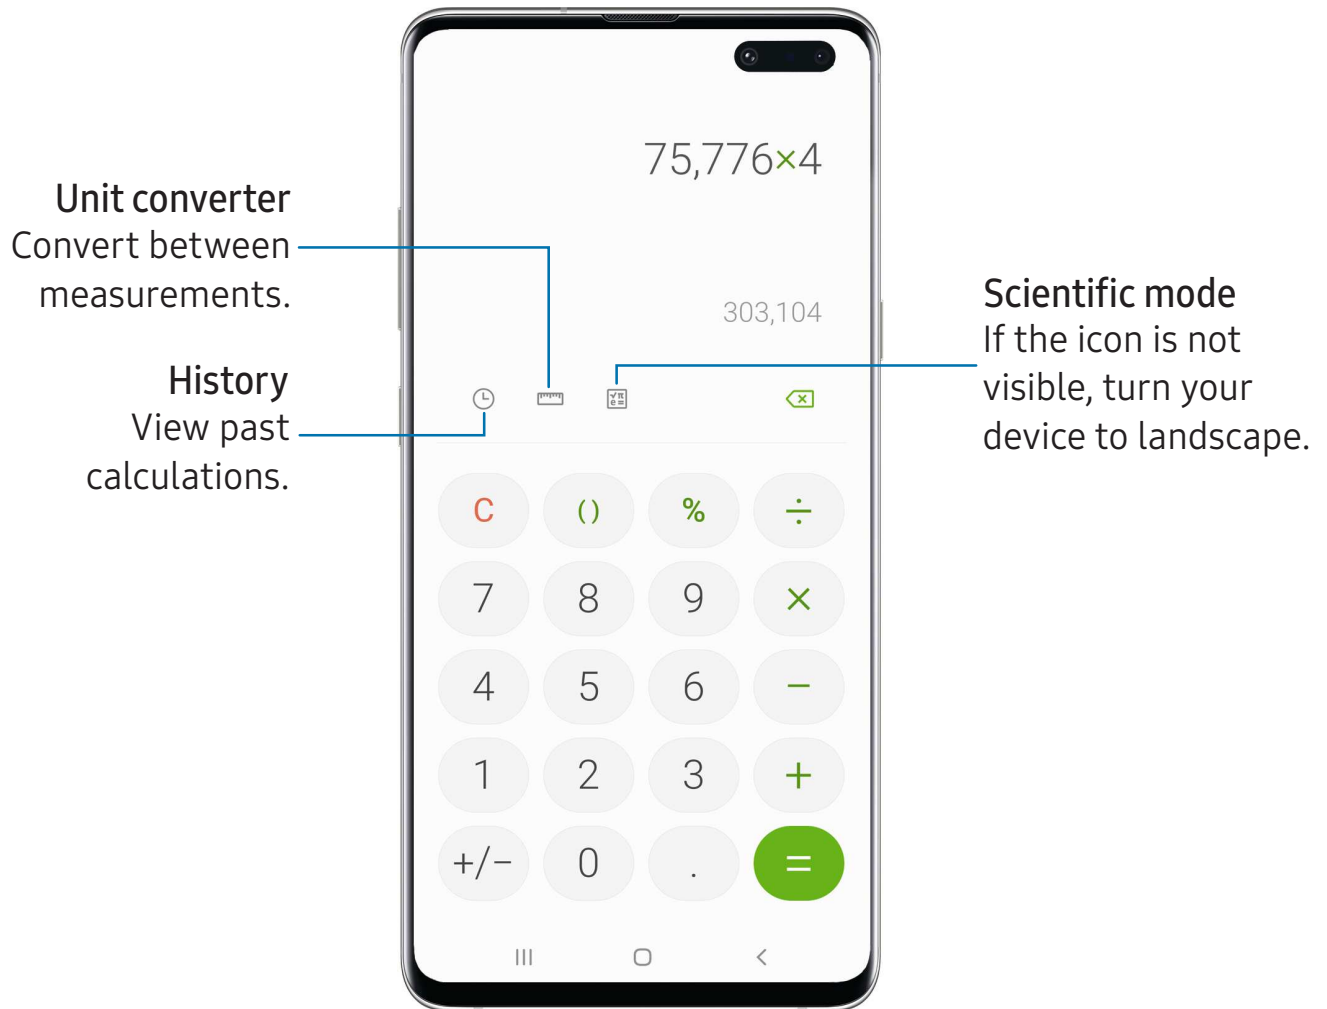 75,776×4
Unit converter
Convert between
measurements.
303,104
Scientific mode
If the icon is not
visible, turn your
device to landscape.
History
View past
calculations.
√π
e =
C ( ) % ÷
7 8 9 ×
4 5 6 −
1 2 3 +
+/− 0 . =